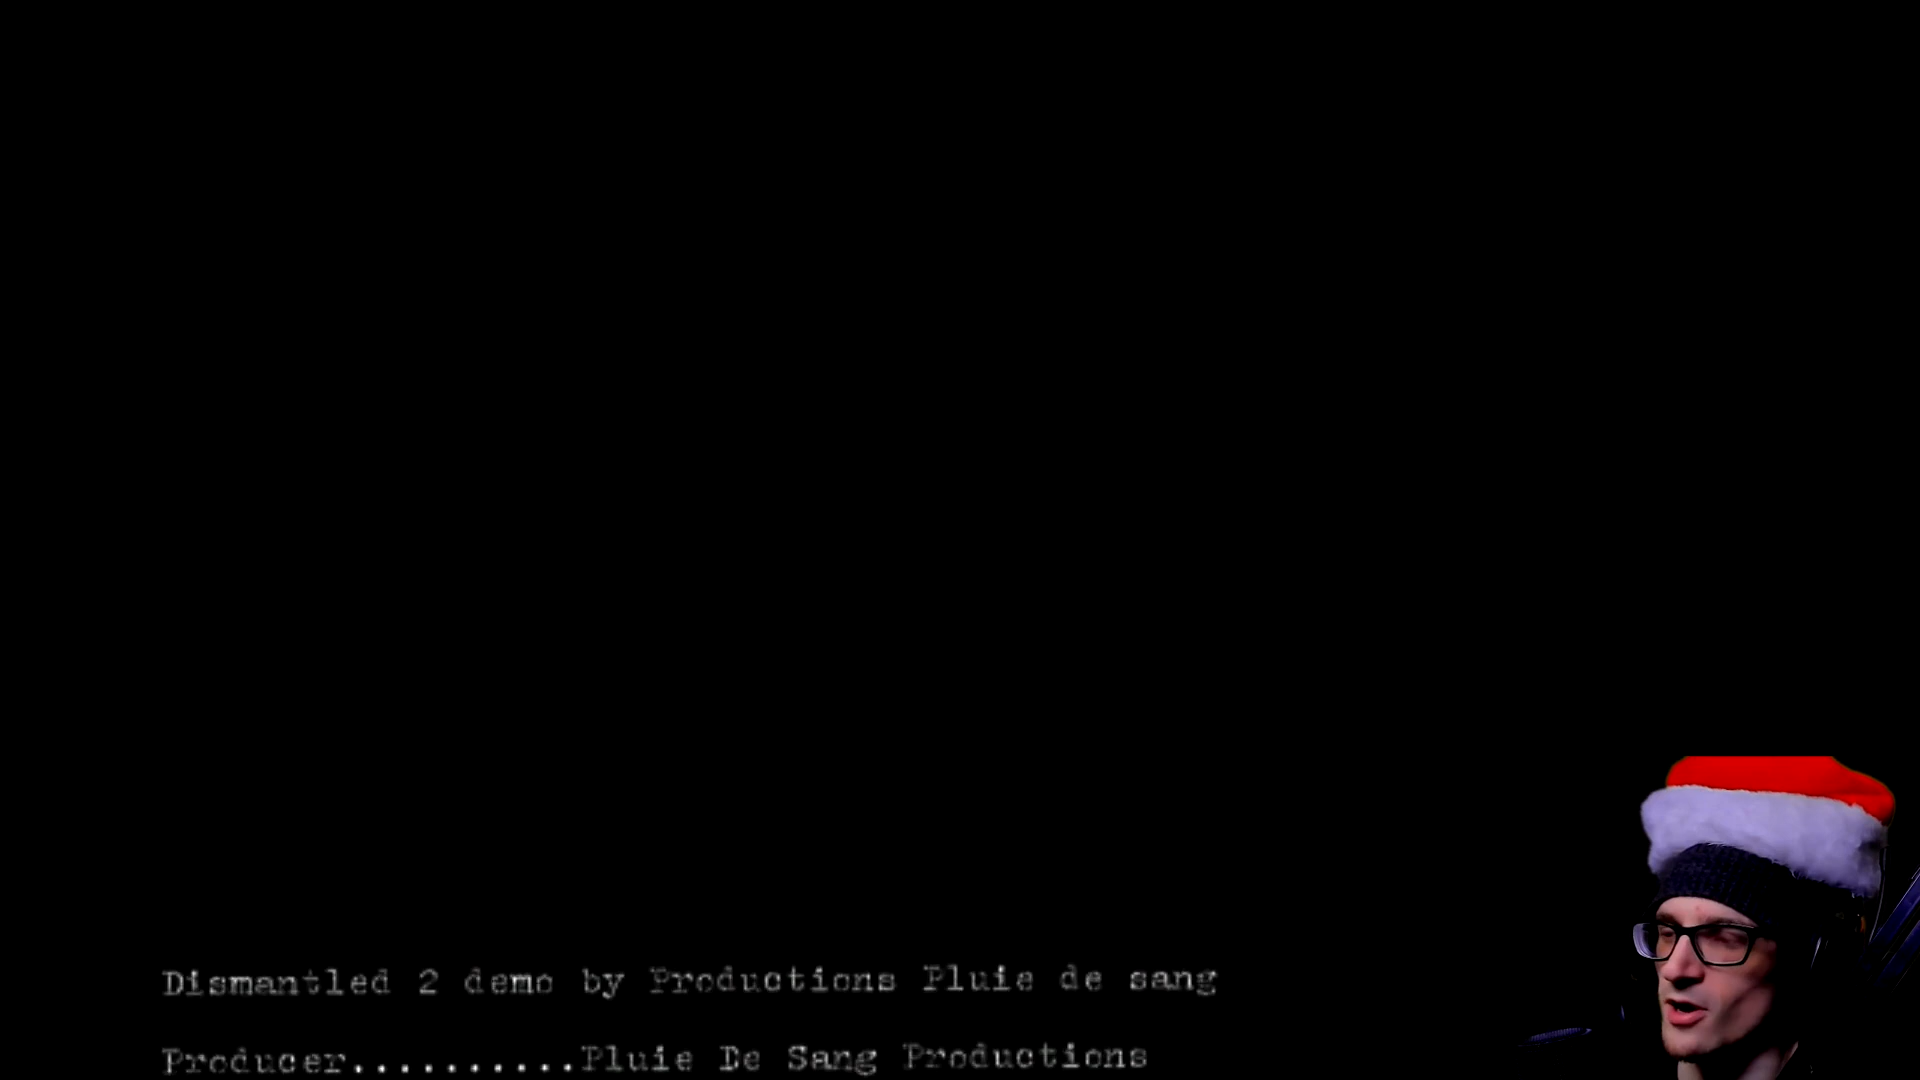 Dismantled 2 demo by Productions Pluie de sang
Producer..........Pluie De Sang Productions